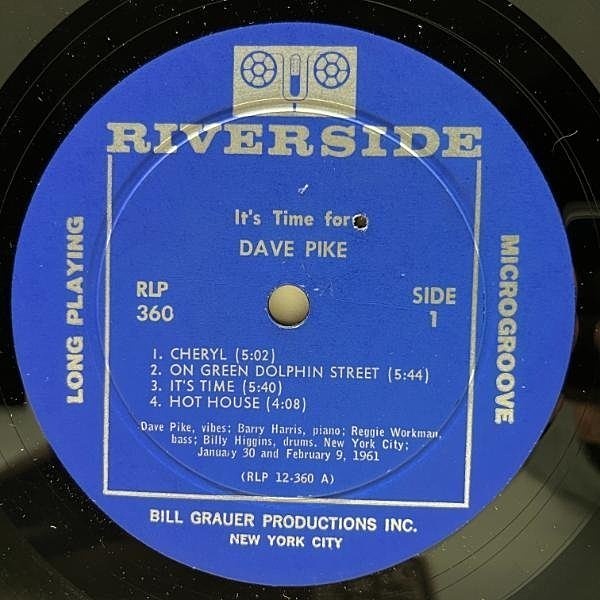 RIVERSIDE
It's Time for
DAVE PIKE
RLP
360
SIDE
1
LONG PLAYING
MICROGROOVE
1. CHERYL (5:02)
2. ON GREEN DOLPHIN STREET (5:44)
3. IT'S TIME (5:40)
4. HOT HOUSE (4:08)
Dave Pike, vibes; Barry Harris, piano; Reggie Workman,
bass; Billy Higgins, drums. New York City;
January 30 and February 9, 1961
(RLP 12-360 A)
BILL GRAUER PRODUCTIONS INC.
NEW YORK CITY